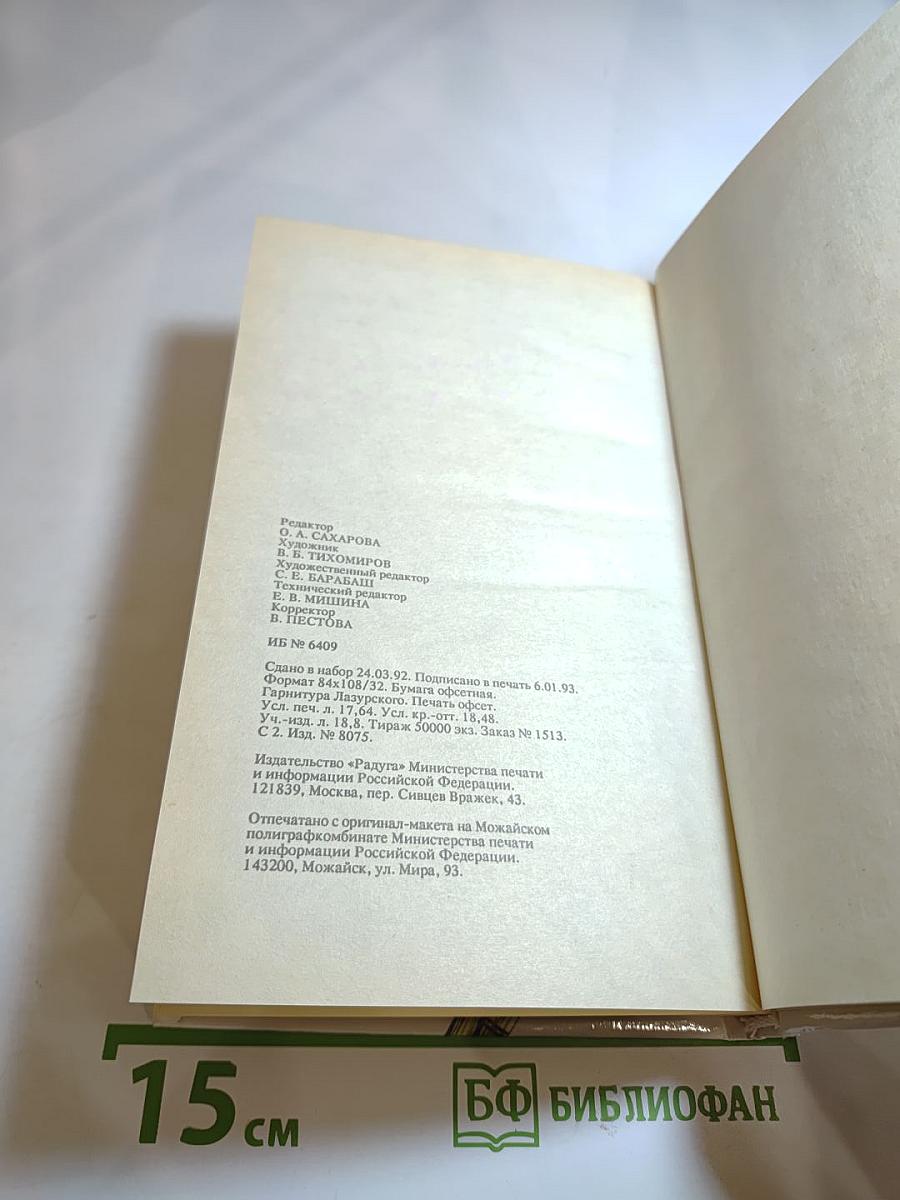 Редактор
О. А. САХАРОВА
Художник
В. Б. ТИХОМИРОВ
Художественный редактор
С. Е. БАРАБАШ
Технический редактор
Е. В. МИШИНА
Корректор
В. ПЕСТОВА
ИБ № 6409
Сдано в набор 24.03.92. Подписано в печать 6.01.93.
Формат 84х108/32. Бумага офсетная.
Гарнитура Лазурского. Печать офсет.
Усл. печ. л. 17,64. Усл. кр.-отт. 18,48.
Уч.-изд. л. 18,8. Тираж 50000 экз. Заказ № 1513.
С 2. Изд. № 8075.
Издательство «Радуга» Министерства печати
и информации Российской Федерации.
121839, Москва, пер. Сивцев Вражек, 43.
Отпечатано с оригинал-макета на Можайском
полиграфкомбинате Министерства печати
и информации Российской Федерации.
143200, Можайск, ул. Мира, 93.
15 см
БФ БИБЛИОФАН